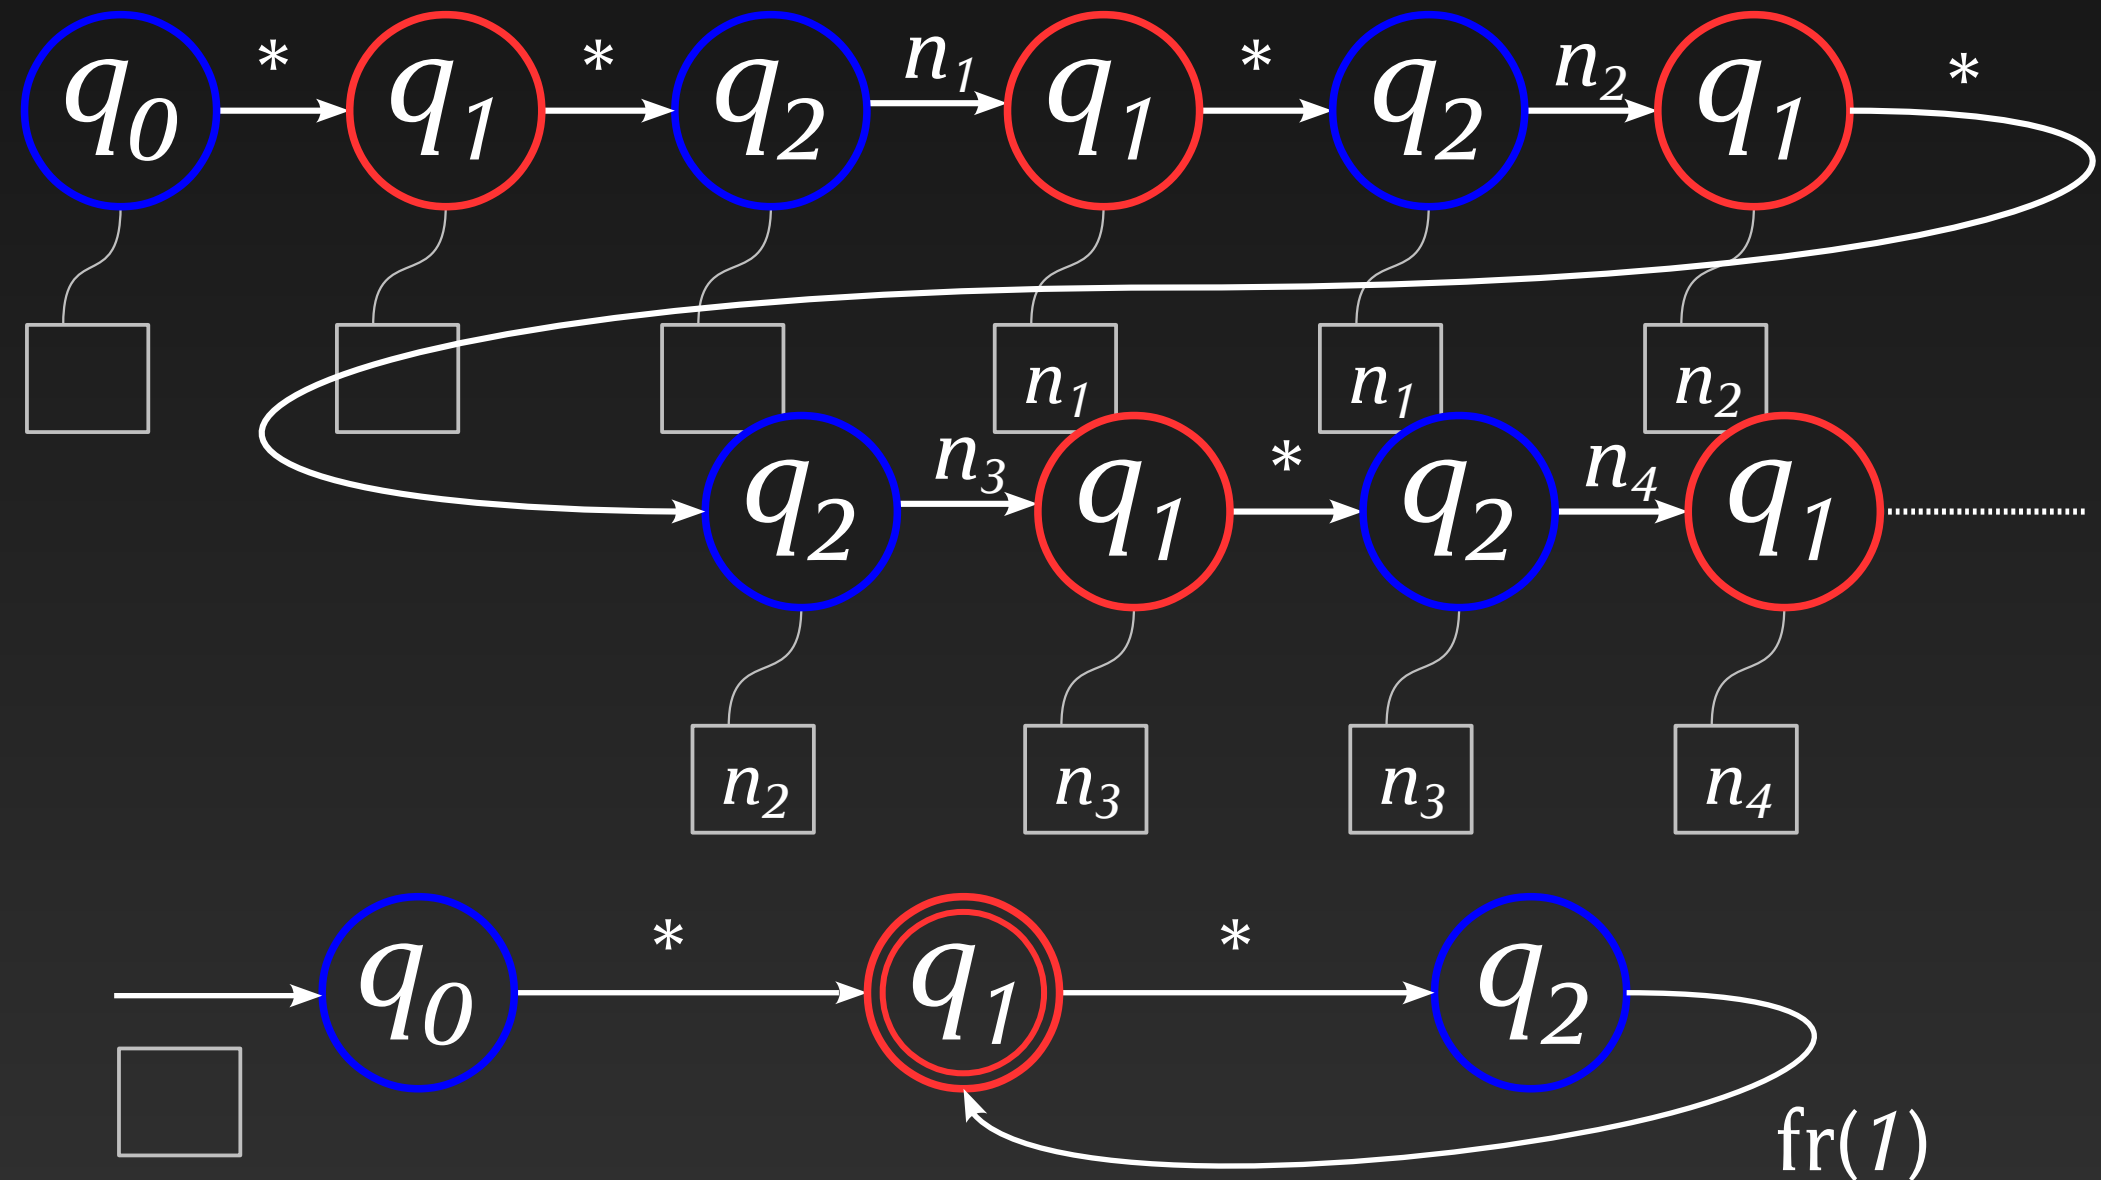 q0 * q1 * q2 n1 q1 * q2 n2 q1 *
n1 n1 n2
q2 n3 q1 * q2 n4 q1
n2 n3 n3 n4
q0 * q1 * q2
fr(1)